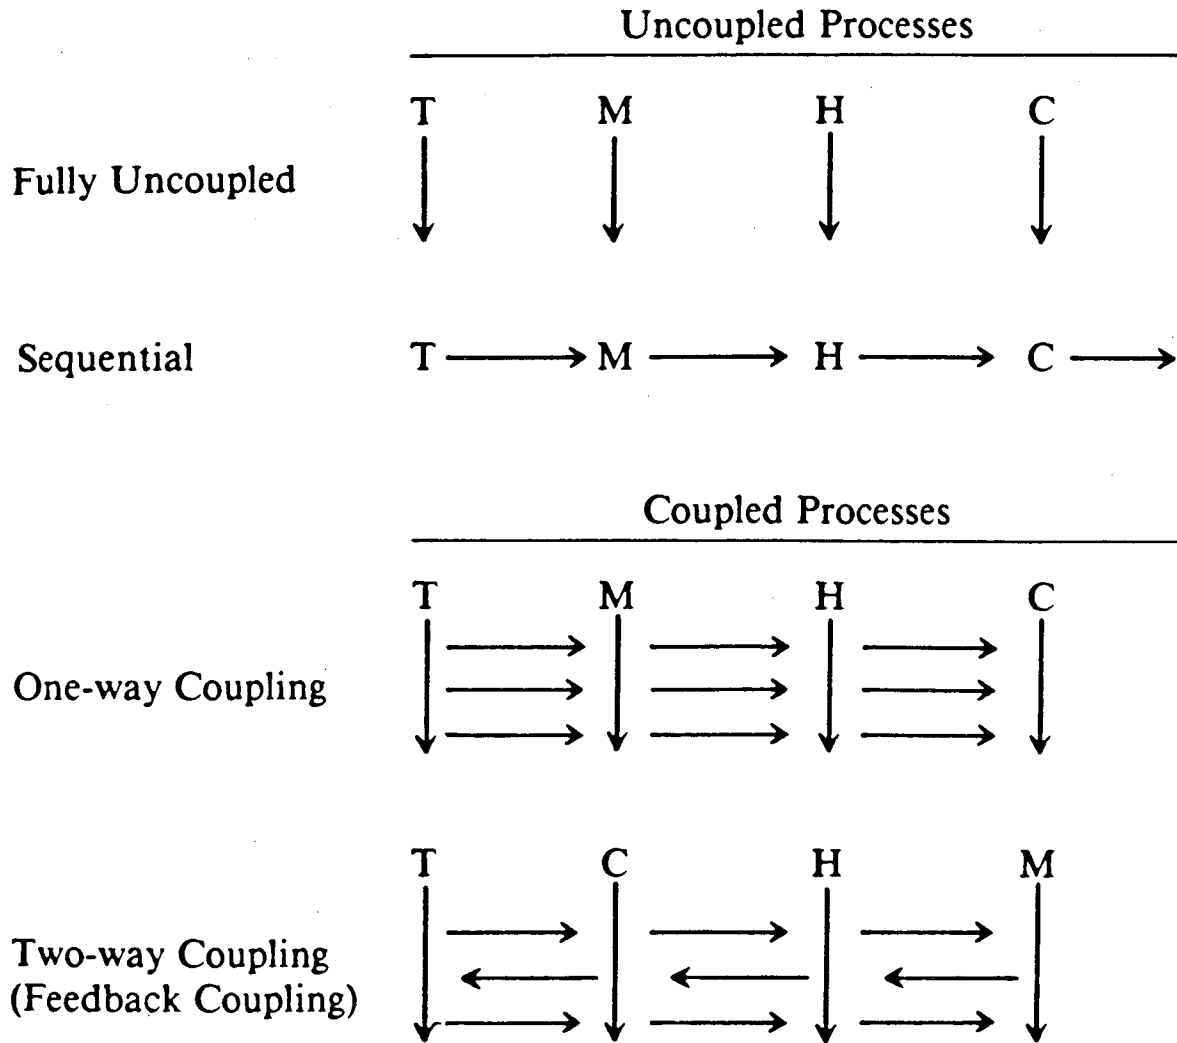 Uncoupled Processes
T M H C
Fully Uncoupled
Sequential T M H C
Coupled Processes
T M H C
One-way Coupling
T C H M
Two-way Coupling
(Feedback Coupling)